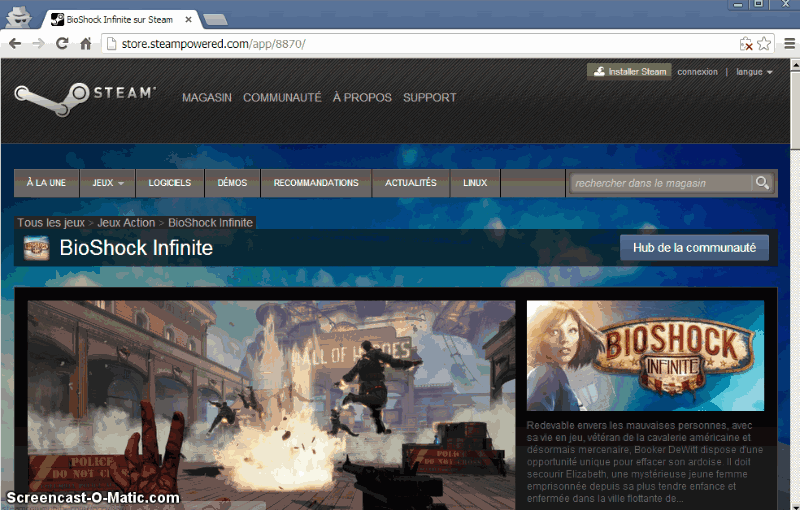 BioShock Infinite sur Steam
store.steampowered.com/app/8870/
Installer Steam connexion | langue
STEAM
MAGASIN COMMUNAUTÉ À PROPOS SUPPORT
À LA UNE JEUX LOGICIELS DÉMOS RECOMMANDATIONS ACTUALITÉS LINUX rechercher dans le magasin
Tous les jeux > Jeux Action > BioShock Infinite
BioShock Infinite
Hub de la communauté
HALL OF HEROES
POLICE
DO NOT
POLICE
DO NOT
BIOSHOCK
INFINITE
Redevable envers les mauvaises personnes, avec
sa vie en jeu, vétéran de la cavalerie américaine et
désormais mercenaire, Booker DeWitt dispose d'une
opportunité unique pour effacer son ardoise. Il doit
secourir Elizabeth, une mystérieuse jeune femme
emprisonnée depuis sa plus tendre enfance et
enfermée dans la ville flottante de...
Screencast-O-Matic.com